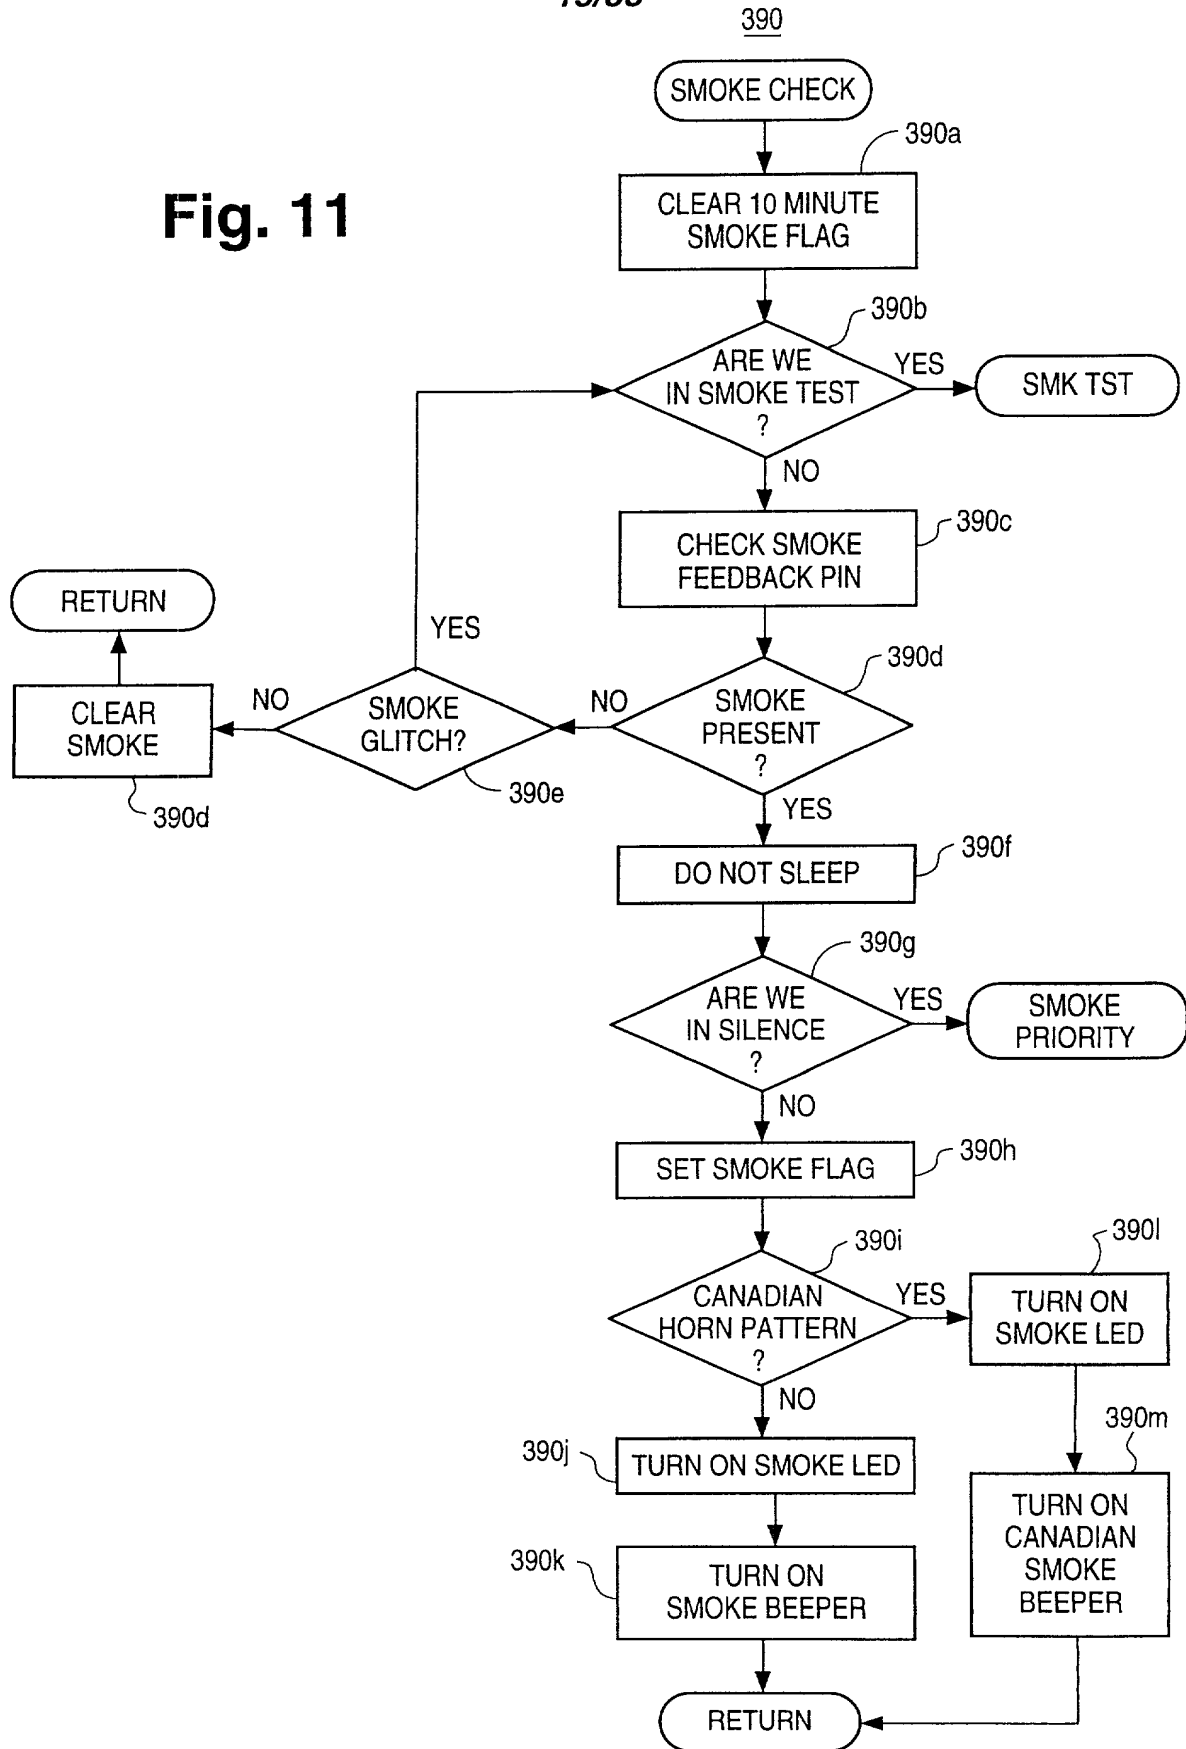 390
SMOKE CHECK
390a
Fig. 11
CLEAR 10 MINUTE
SMOKE FLAG
390b
ARE WE
IN SMOKE TEST
?
YES
SMK TST
NO
390c
CHECK SMOKE
FEEDBACK PIN
RETURN
YES
390d
SMOKE
PRESENT
?
NO
SMOKE
GLITCH?
NO
CLEAR
SMOKE
390e
390d
YES
390f
DO NOT SLEEP
390g
ARE WE
IN SILENCE
?
YES
SMOKE
PRIORITY
NO
390h
SET SMOKE FLAG
390i
CANADIAN
HORN PATTERN
?
YES
390l
TURN ON
SMOKE LED
NO
390j
TURN ON SMOKE LED
390m
TURN ON
CANADIAN
SMOKE
BEEPER
390k
TURN ON
SMOKE BEEPER
RETURN